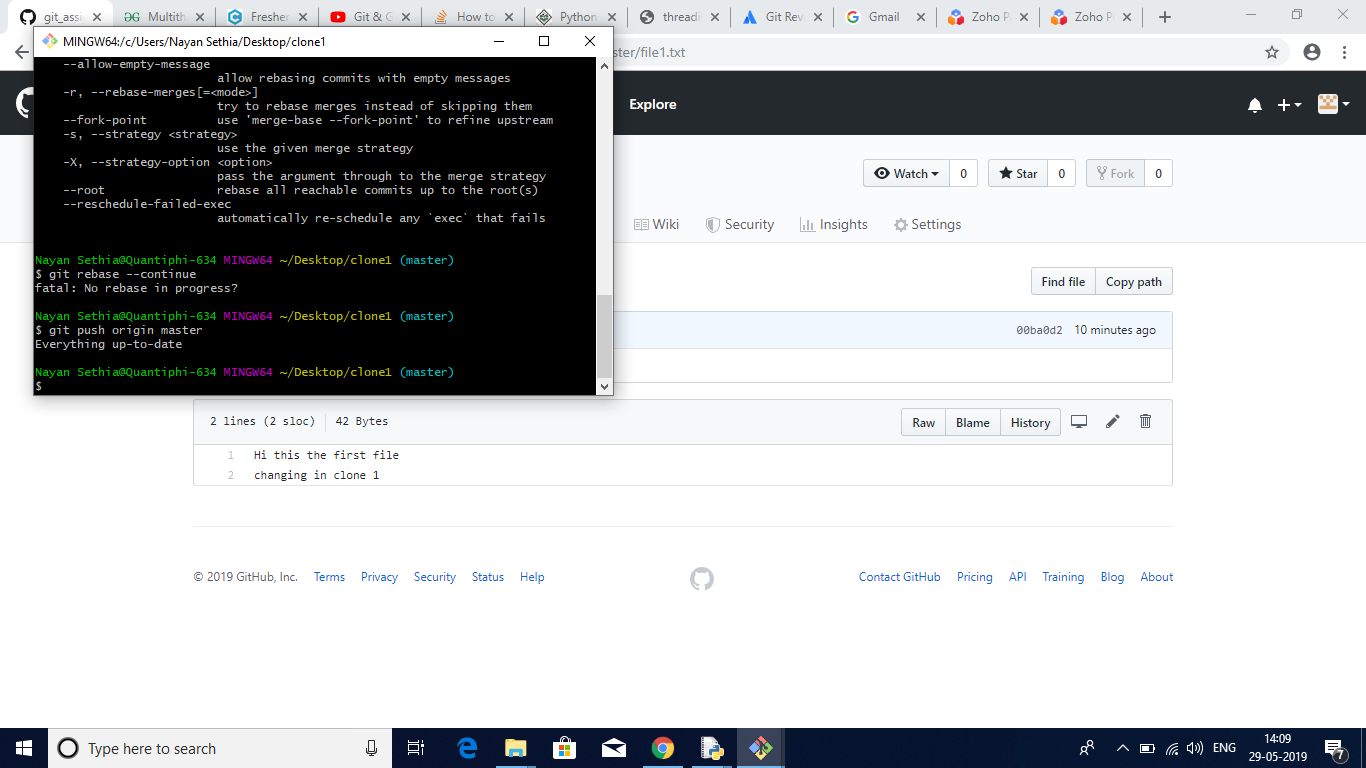 git_assi
Multith
Freshen
Git & G
How to
Python
threadi
Git Rev
Gmail
Zoho P
Zoho P
MINGW64:/c/Users/Nayan Sethia/Desktop/clone1
ster/file1.txt
Explore
--allow-empty-message
allow rebasing commits with empty messages
-r, --rebase-merges[=<mode>]
try to rebase merges instead of skipping them
--fork-point use 'merge-base --fork-point' to refine upstream
-s, --strategy <strategy>
use the given merge strategy
-X, --strategy-option <option>
pass the argument through to the merge strategy
--root rebase all reachable commits up to the root(s)
--reschedule-failed-exec
automatically re-schedule any `exec` that fails
Nayan Sethia@Quantiphi-634 MINGW64 ~/Desktop/clone1 (master)
$ git rebase --continue
fatal: No rebase in progress?
Nayan Sethia@Quantiphi-634 MINGW64 ~/Desktop/clone1 (master)
$ git push origin master
Everything up-to-date
Nayan Sethia@Quantiphi-634 MINGW64 ~/Desktop/clone1 (master)
$
Watch 0 Star 0 Fork 0
Wiki Security Insights Settings
Find file Copy path
00ba0d2 10 minutes ago
2 lines (2 sloc) 42 Bytes Raw Blame History
1 Hi this the first file
2 changing in clone 1
© 2019 GitHub, Inc. Terms Privacy Security Status Help Contact GitHub Pricing API Training Blog About
Type here to search
ENG
14:09
29-05-2019
7